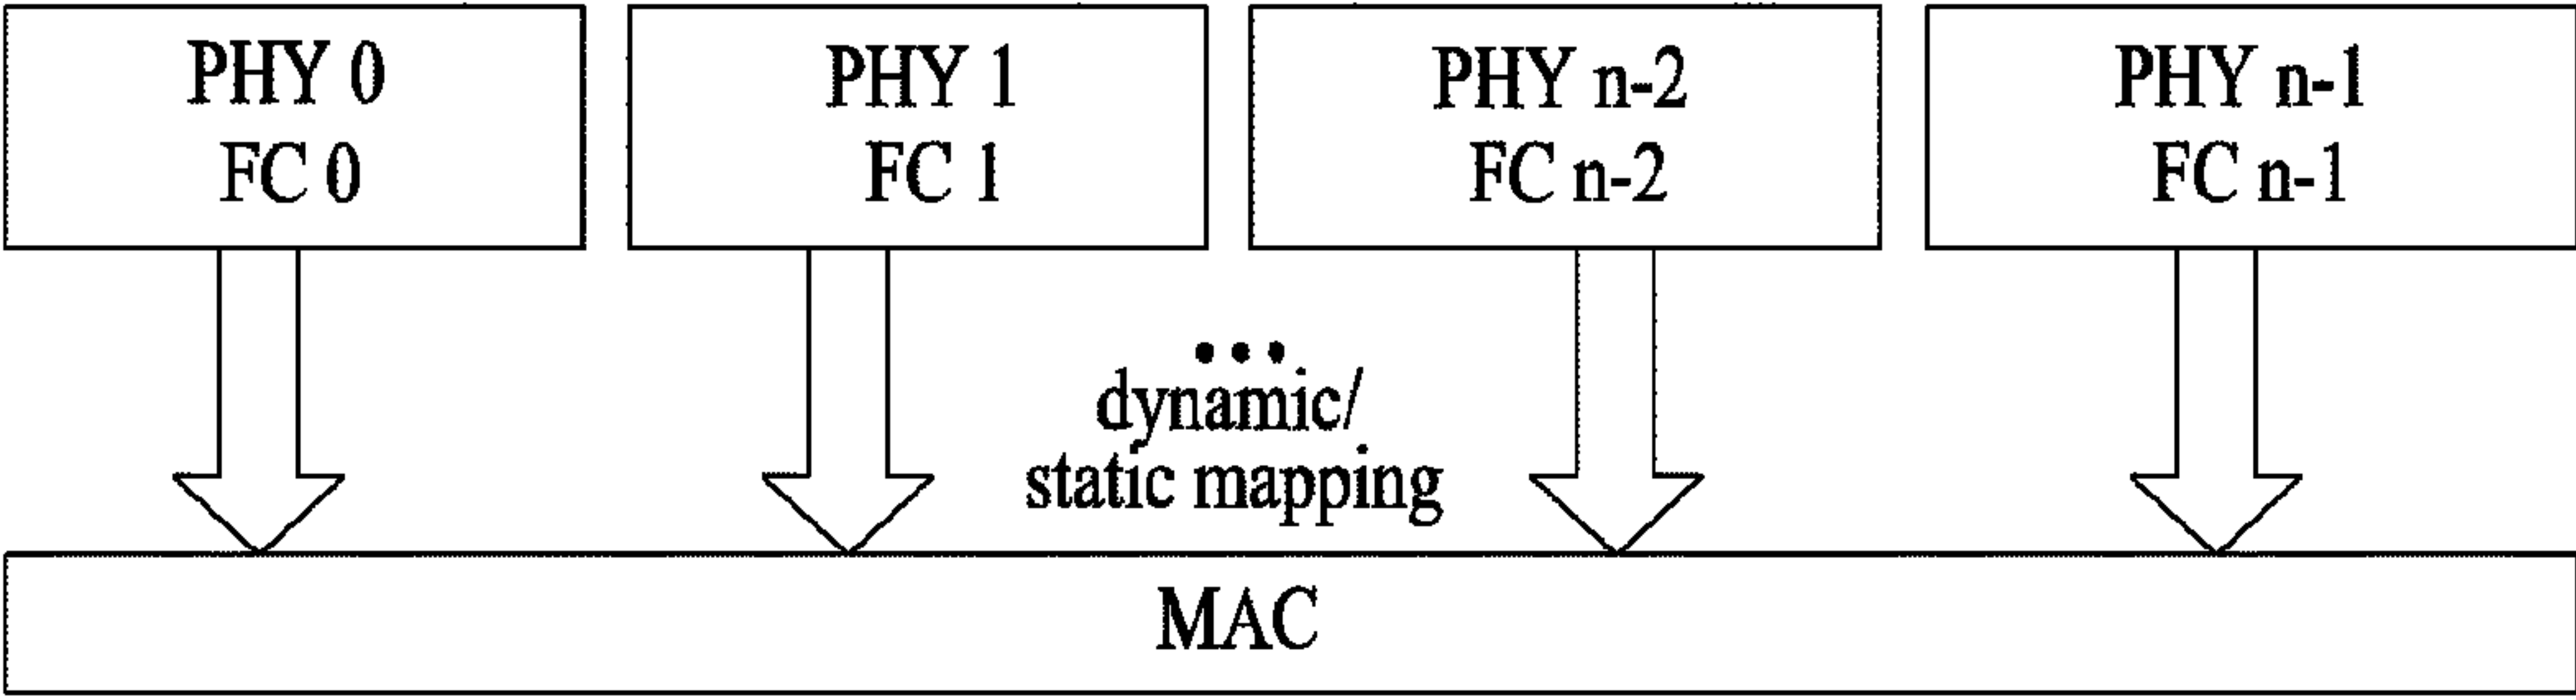 PHY 0
FC 0
PHY 1
FC 1
PHY n-2
FC n-2
PHY n-1
FC n-1
•••
dynamic/
static mapping
MAC